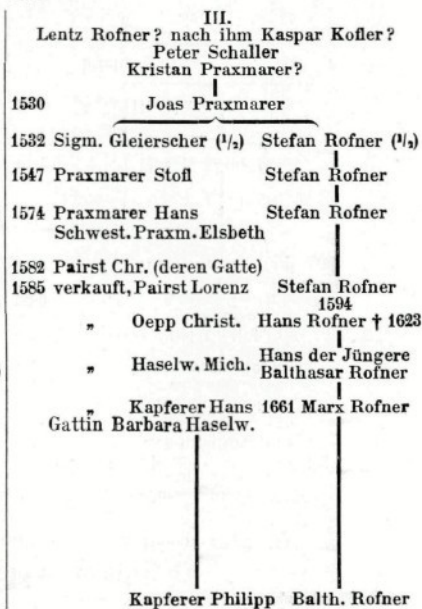 III.
Lentz Rofner? nach ihm Kaspar Kofler?
Peter Schaller
Kristan Praxmarer?
1530 Joas Praxmarer
1532 Sigm. Gleierscher (1/2) Stefan Rofner (1/2)
1547 Praxmarer Stofl Stefan Rofner
1574 Praxmarer Hans Stefan Rofner
Schwest. Praxm. Elsbeth
1582 Pairst Chr. (deren Gatte)
1585 verkauft, Pairst Lorenz Stefan Rofner
1594
„ Oepp Christ. Hans Rofner † 1623
Hans der Jüngere
„ Haselw. Mich. Balthasar Rofner
„ Kapferer Hans 1661 Marx Rofner
Gattin Barbara Haselw.
Kapferer Philipp Balth. Rofner